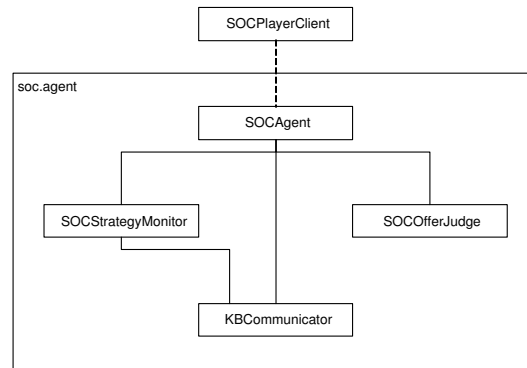 SOCPlayerClient
soc.agent
SOCAgent
SOCStrategyMonitor
SOCOfferJudge
KBCommunicator